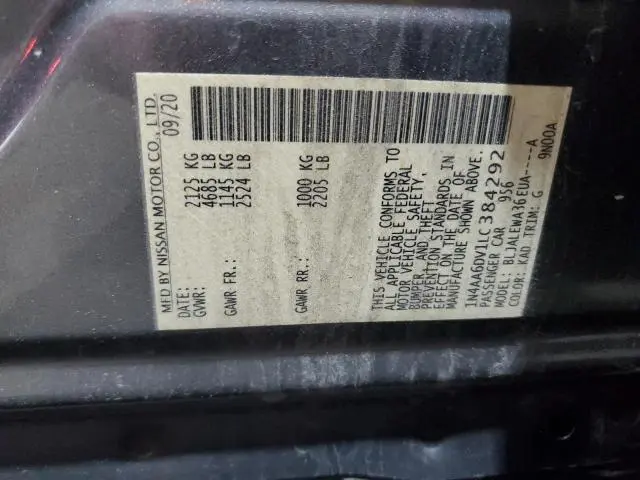 MFD BY NISSAN MOTOR CO., LTD.
DATE: 09/20
GVWR: 2125 KG
4685 LB
GAWR FR.: 1145 KG
2524 LB
GAWR RR.: 1000 KG
2205 LB
THIS VEHICLE CONFORMS TO
ALL APPLICABLE FEDERAL
MOTOR VEHICLE SAFETY,
BUMPER, AND THEFT
PREVENTION STANDARDS IN
EFFECT ON THE DATE OF
MANUFACTURE SHOWN ABOVE.
1N4AA6DV1LC384292
PASSENGER CAR 956
MODEL: BLJALEWA36EUA----A
COLOR: KAD TRIM: G 9N00A